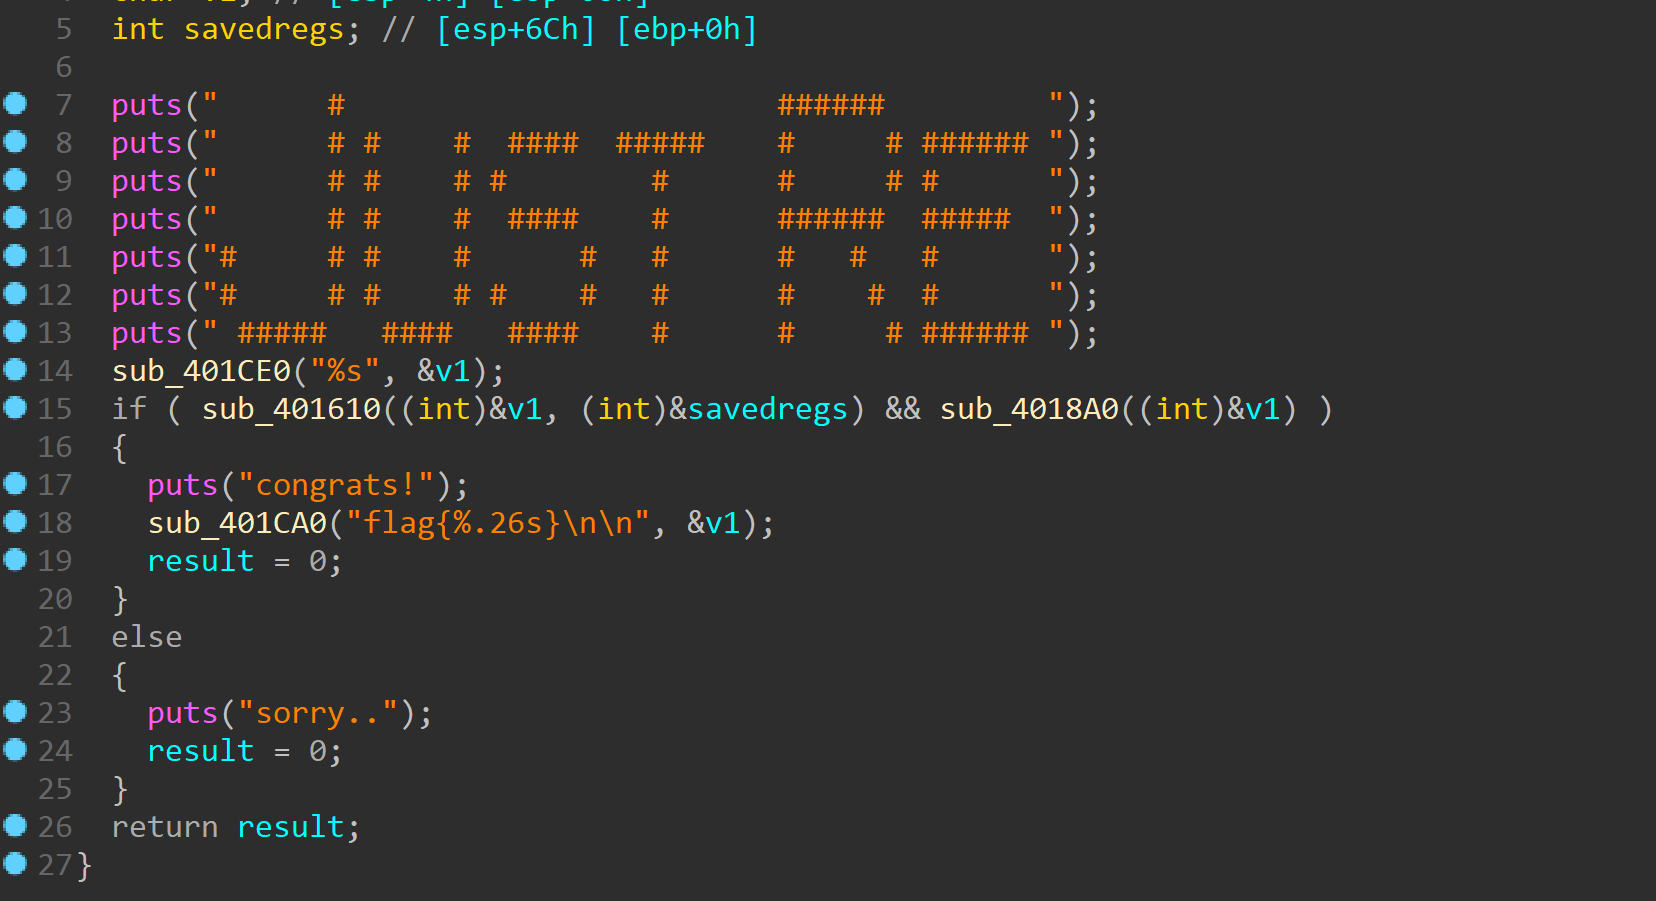 5 int savedregs; // [esp+6Ch] [ebp+0h]
6
7 puts("      #                        ######         ");
8 puts("      # #    #  ####  #####    #     # ###### ");
9 puts("      # #    # #        #      #     # #      ");
10 puts("      # #    #  ####    #      ######  #####  ");
11 puts("#     # #    #      #   #      #   #   #      ");
12 puts("#     # #    # #    #   #      #    #  #      ");
13 puts(" #####   ####   ####    #      #     # ###### ");
14 sub_401CE0("%s", &v1);
15 if ( sub_401610((int)&v1, (int)&savedregs) && sub_4018A0((int)&v1) )
16 {
17   puts("congrats!");
18   sub_401CA0("flag{%.26s}\n\n", &v1);
19   result = 0;
20 }
21 else
22 {
23   puts("sorry..");
24   result = 0;
25 }
26 return result;
27 }